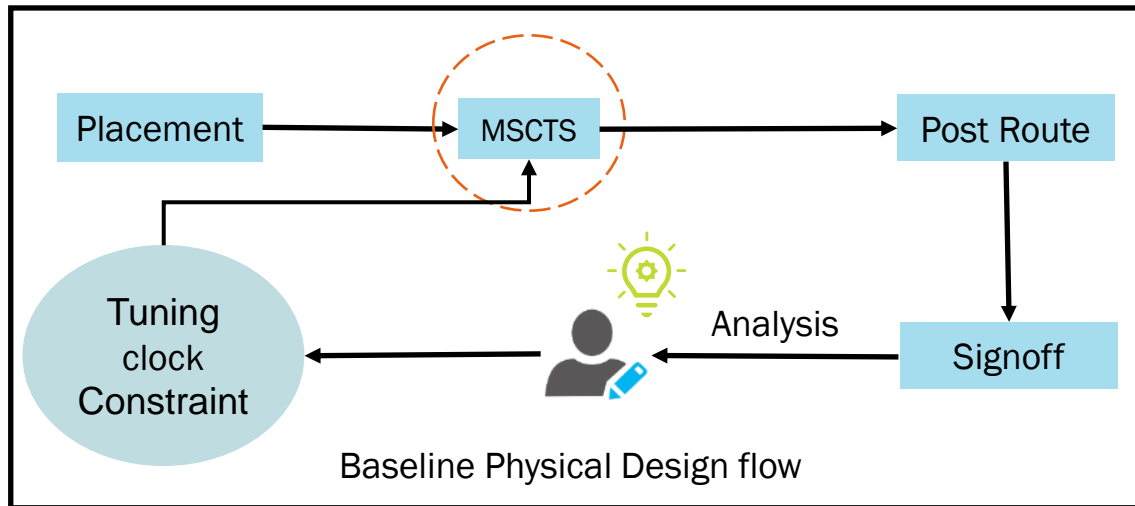 Placement
MSCTS
Post Route
Tuning
clock
Constraint
Analysis
Signoff
Baseline Physical Design flow